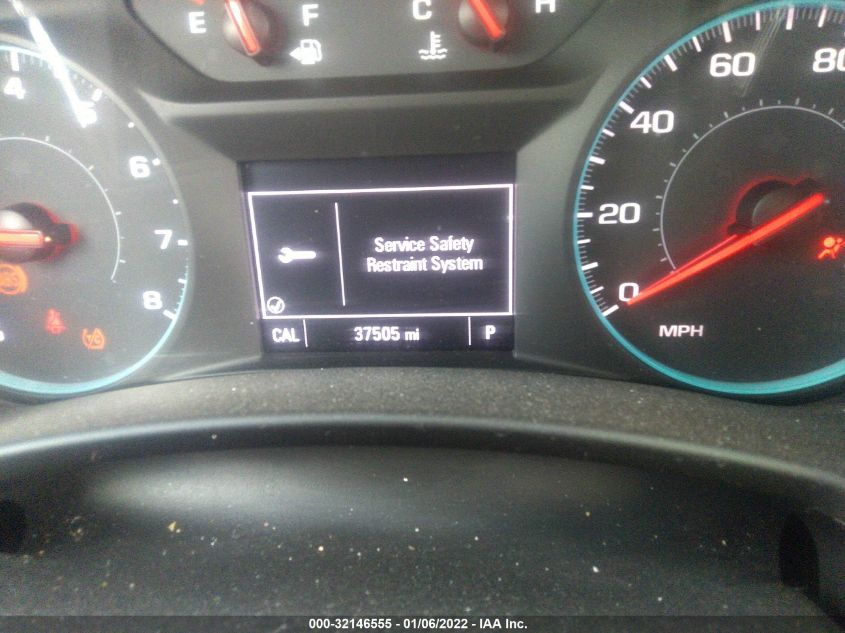 E F
C H
4
5
6
7
8
Service Safety
Restraint System
CAL 37505 mi P
0
20
40
60
80
MPH
000-32146555 - 01/06/2022 - IAA Inc.